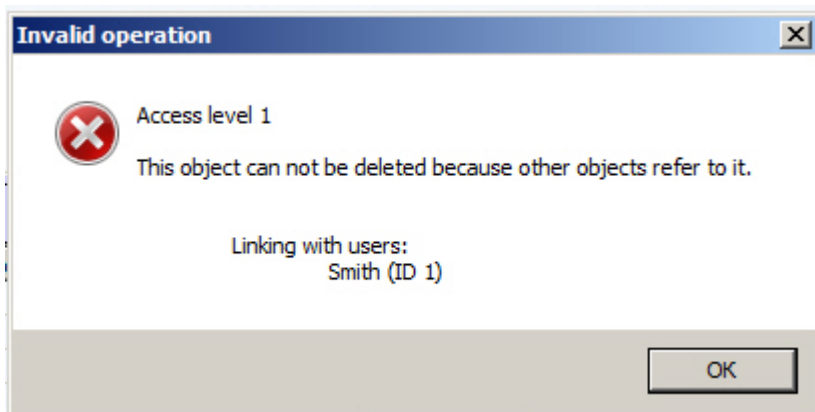 Invalid operation
Access level 1
This object can not be deleted because other objects refer to it.
Linking with users:
Smith (ID 1)
OK